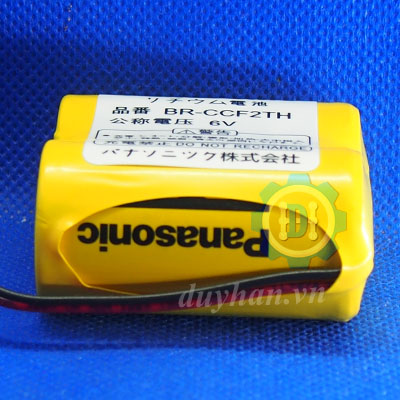 リチウム電池
品番 BR-CCF2TH
公称電圧 6V
⚠警告
充電禁止 DO NOT RECHARGE
パナソニック株式会社
Panasonic
DH
duyhan.vn